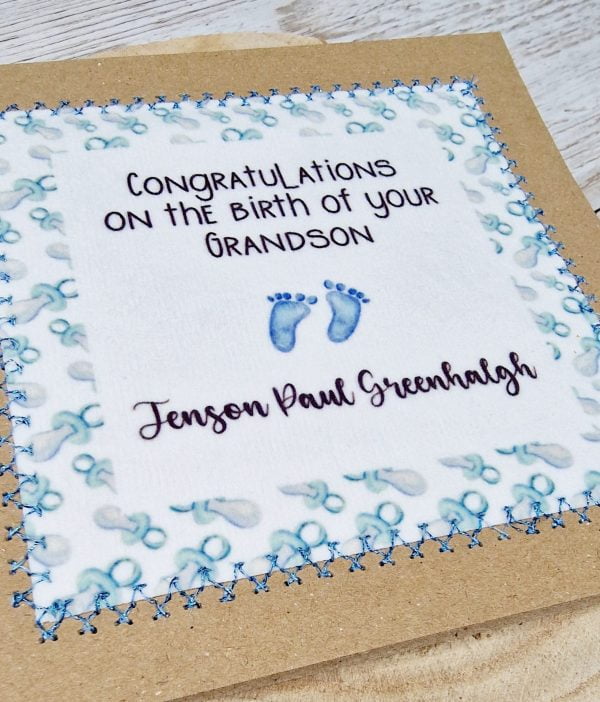 Congratulations
on the birth of your
Grandson
Jenson Paul Greenhalgh